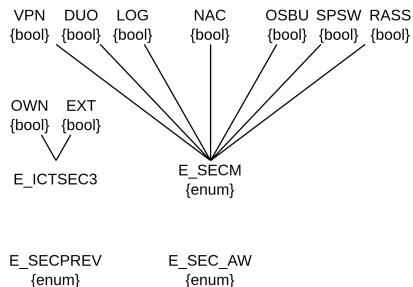 VPN DUO LOG NAC OSBU SPSW RASS
{bool} {bool} {bool} {bool} {bool} {bool} {bool}
OWN EXT
{bool} {bool}
E_ICTSEC3
E_SECM
{enum}
E_SECPREV E_SEC_AW
{enum} {enum}